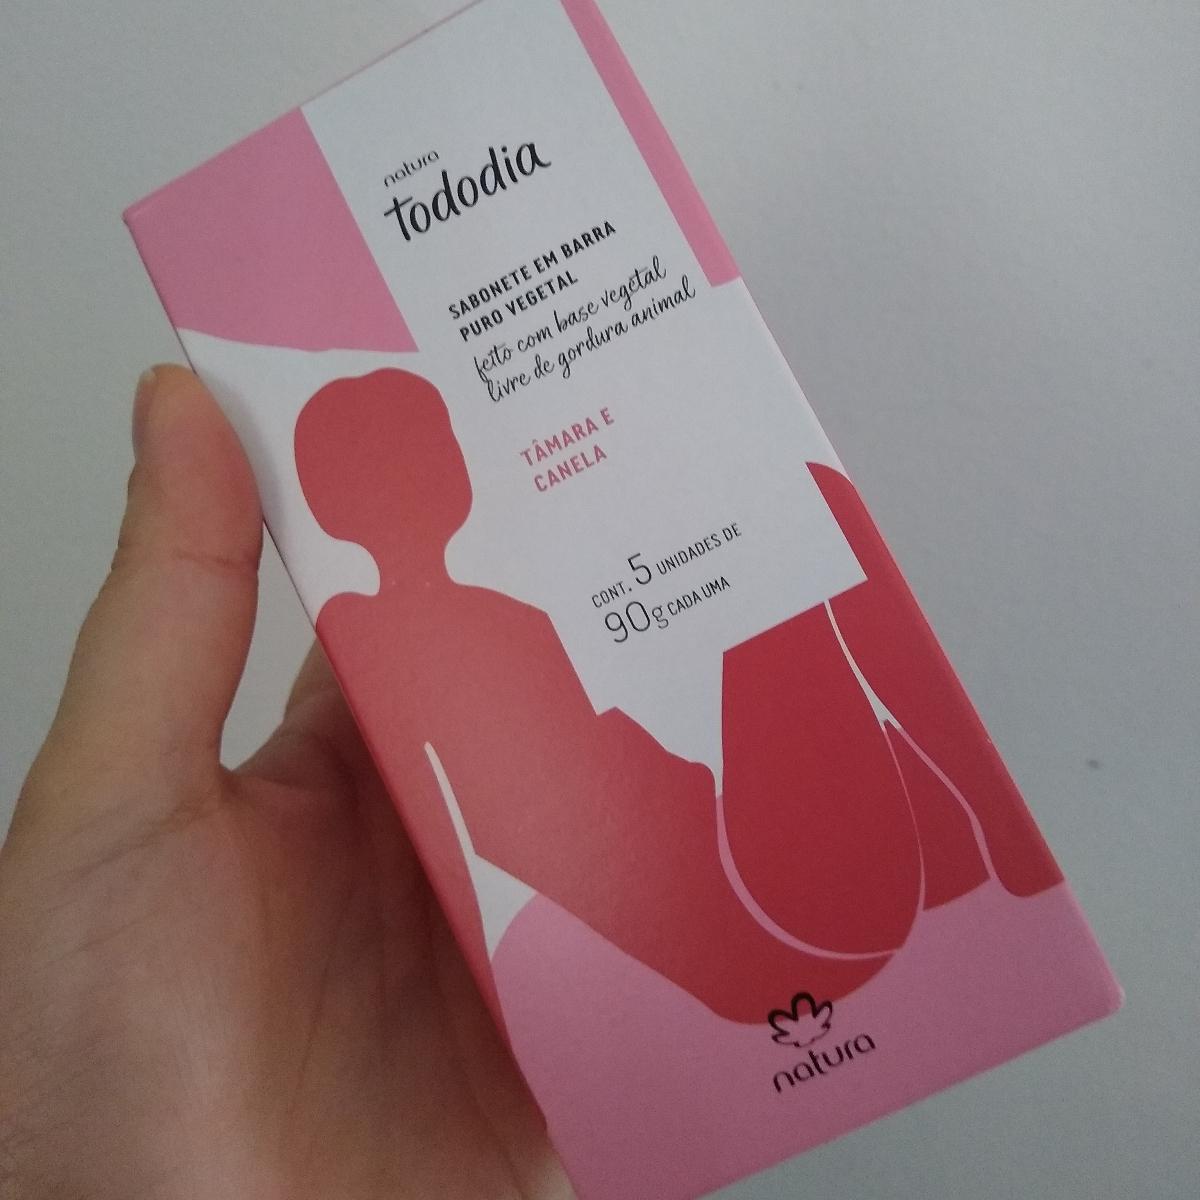 natura
tododia
SABONETE EM BARRA
PURO VEGETAL
feito com base vegetal
livre de gordura animal
TÂMARA E
CANELA
CONT. 5 UNIDADES DE
90g CADA UMA
natura